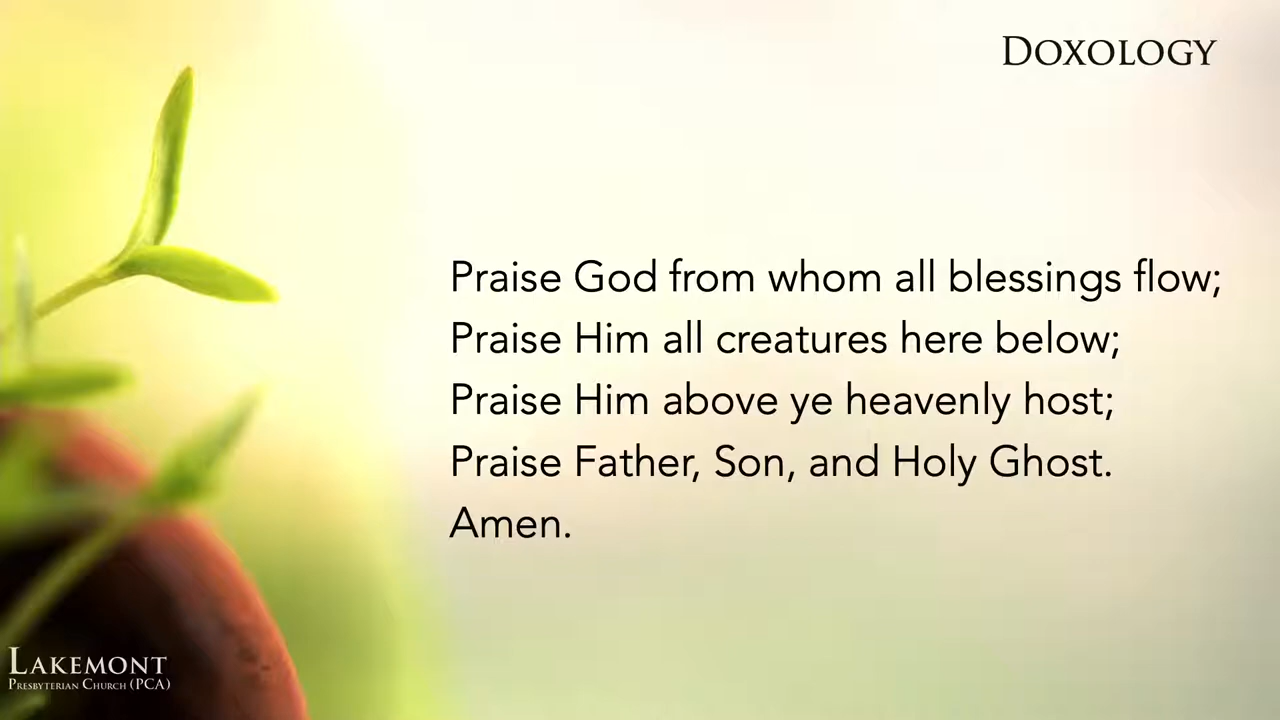 DOXOLOGY
Praise God from whom all blessings flow;
Praise Him all creatures here below;
Praise Him above ye heavenly host;
Praise Father, Son, and Holy Ghost.
Amen.
LAKEMONT
PRESBYTERIAN CHURCH (PCA)